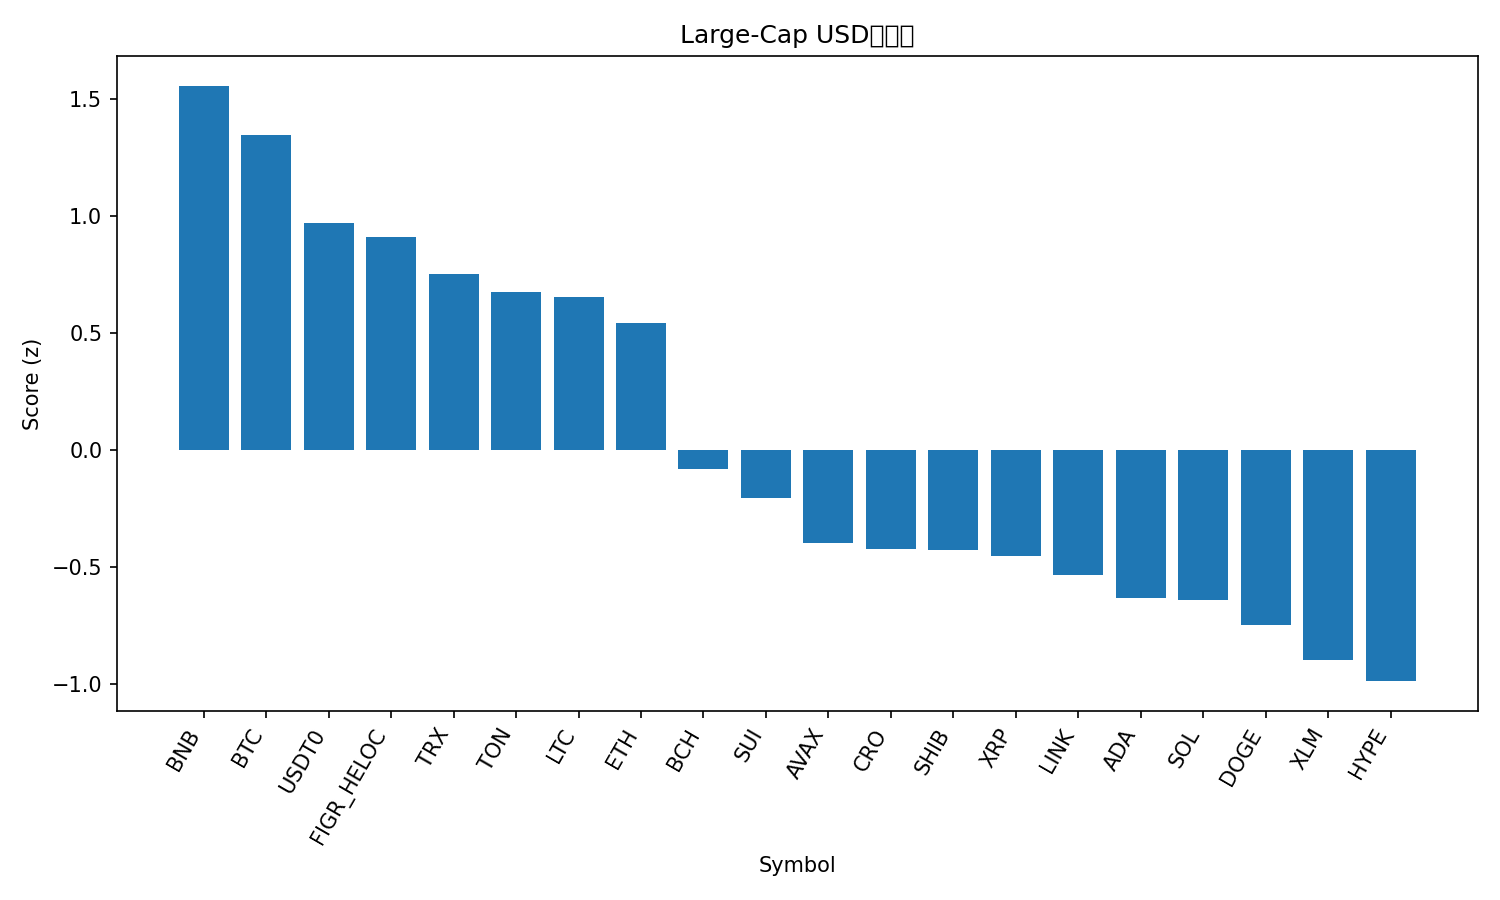 Large-Cap USD
Score (z)
1.5
1.0
0.5
0.0
−0.5
−1.0
BNB
BTC
USDT0
FIGR_HELOC
TRX
TON
LTC
ETH
BCH
SUI
AVAX
CRO
SHIB
XRP
LINK
ADA
SOL
DOGE
XLM
HYPE
Symbol